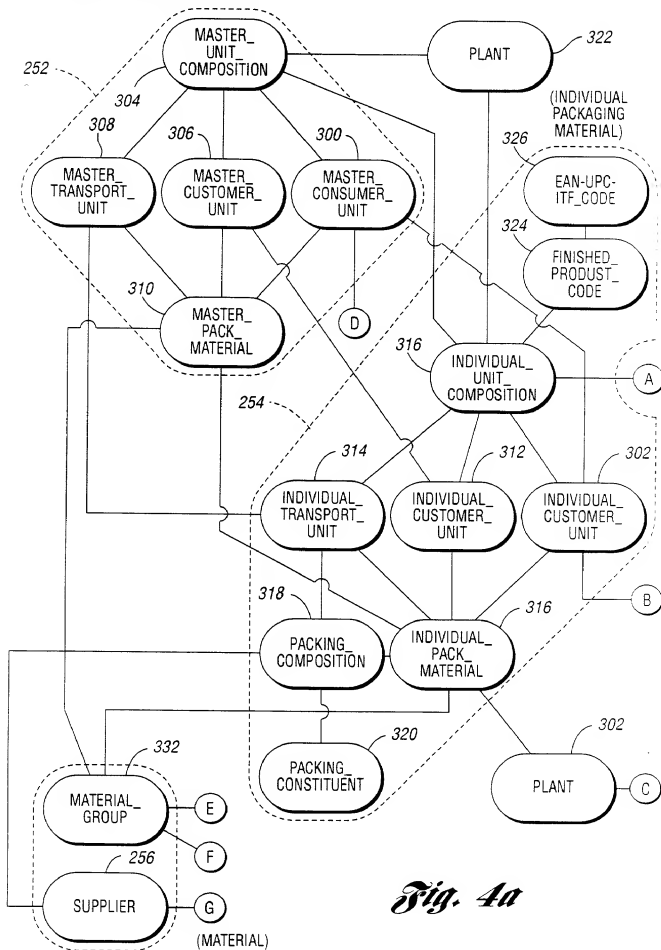 MASTER_
UNIT_
COMPOSITION
252
304
PLANT
322
(INDIVIDUAL
PACKAGING
MATERIAL)
308
306
300
326
MASTER_
TRANSPORT_
UNIT
MASTER_
CUSTOMER_
UNIT
MASTER_
CONSUMER_
UNIT
EAN-UPC-
ITF_CODE
324
FINISHED_
PRODUCT_
CODE
310
MASTER_
PACK_
MATERIAL
D
316
INDIVIDUAL_
UNIT_
COMPOSITION
A
254
314
312
302
INDIVIDUAL_
TRANSPORT_
UNIT
INDIVIDUAL_
CUSTOMER_
UNIT
INDIVIDUAL_
CUSTOMER_
UNIT
318
316
B
PACKING_
COMPOSITION
INDIVIDUAL_
PACK_
MATERIAL
320
302
332
PACKING_
CONSTITUENT
PLANT
C
MATERIAL_
GROUP
E
F
256
SUPPLIER
G
(MATERIAL)
Fig. 4a